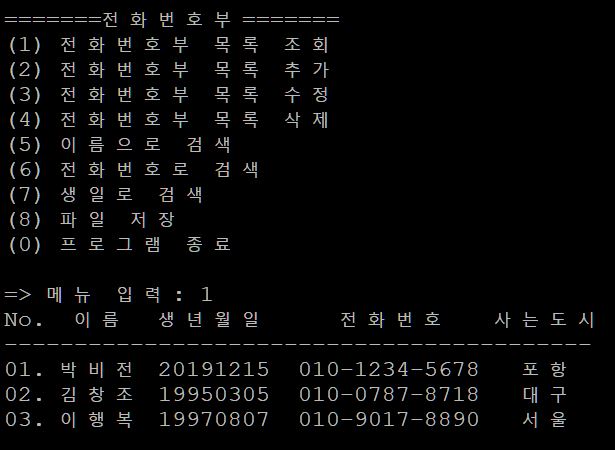 =======전화번호부=======
(1) 전화번호부 목록 조회
(2) 전화번호부 목록 추가
(3) 전화번호부 목록 수정
(4) 전화번호부 목록 삭제
(5) 이름으로 검색
(6) 전화번호로 검색
(7) 생일로 검색
(8) 파일 저장
(0) 프로그램 종료
=> 메뉴 입력 : 1
No. 이름 생년월일 전화번호 사는도시
------------------------------------------
01. 박비전 20191215 010-1234-5678 포항
02. 김창조 19950305 010-0787-8718 대구
03. 이행복 19970807 010-9017-8890 서울